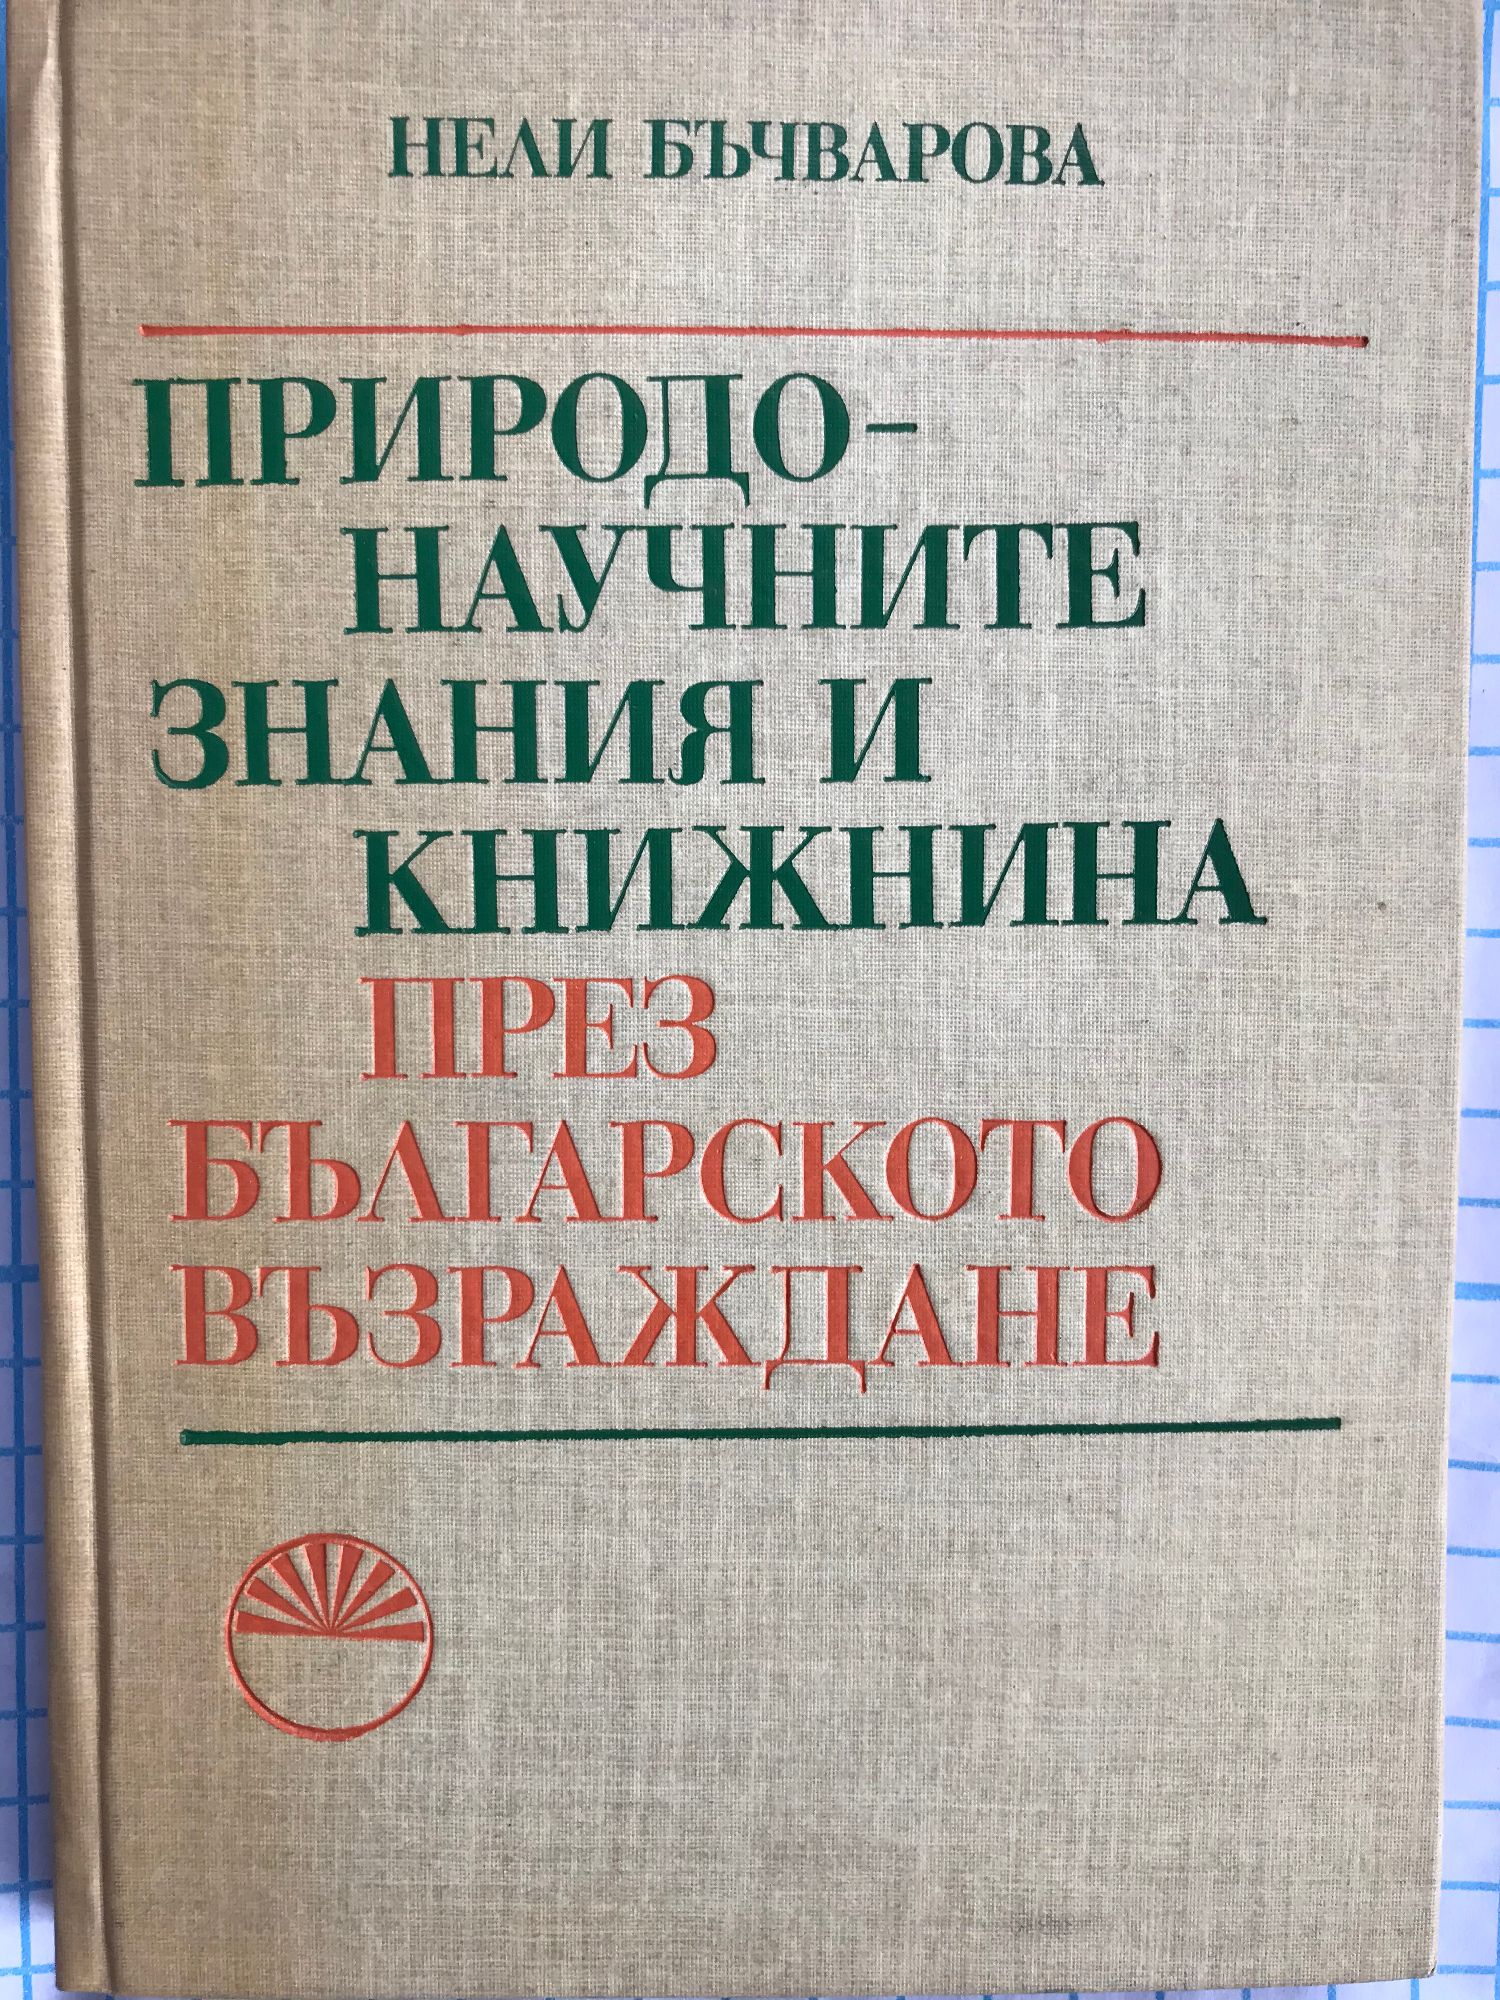 НЕЛИ БЪЧВАРОВА
ПРИРОДО-
НАУЧНИТЕ
ЗНАНИЯ И
КНИЖНИНА
ПРЕЗ
БЪЛГАРСКОТО
ВЪЗРАЖДАНЕ